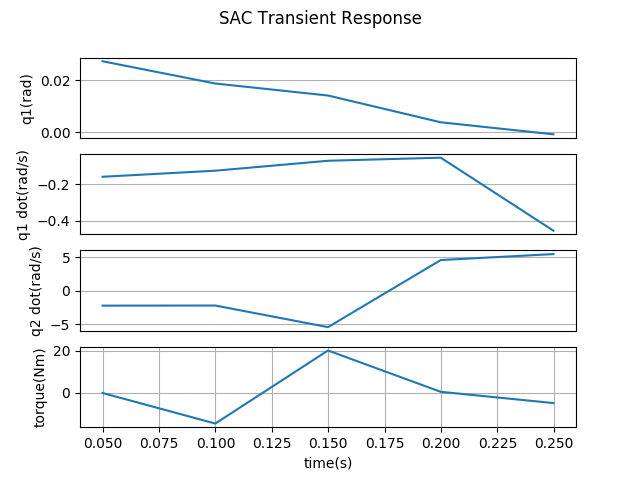 SAC Transient Response
q1(rad)
0.02
0.00
q1 dot(rad/s)
−0.2
−0.4
q2 dot(rad/s)
5
0
−5
torque(Nm)
20
0
0.050 0.075 0.100 0.125 0.150 0.175 0.200 0.225 0.250
time(s)